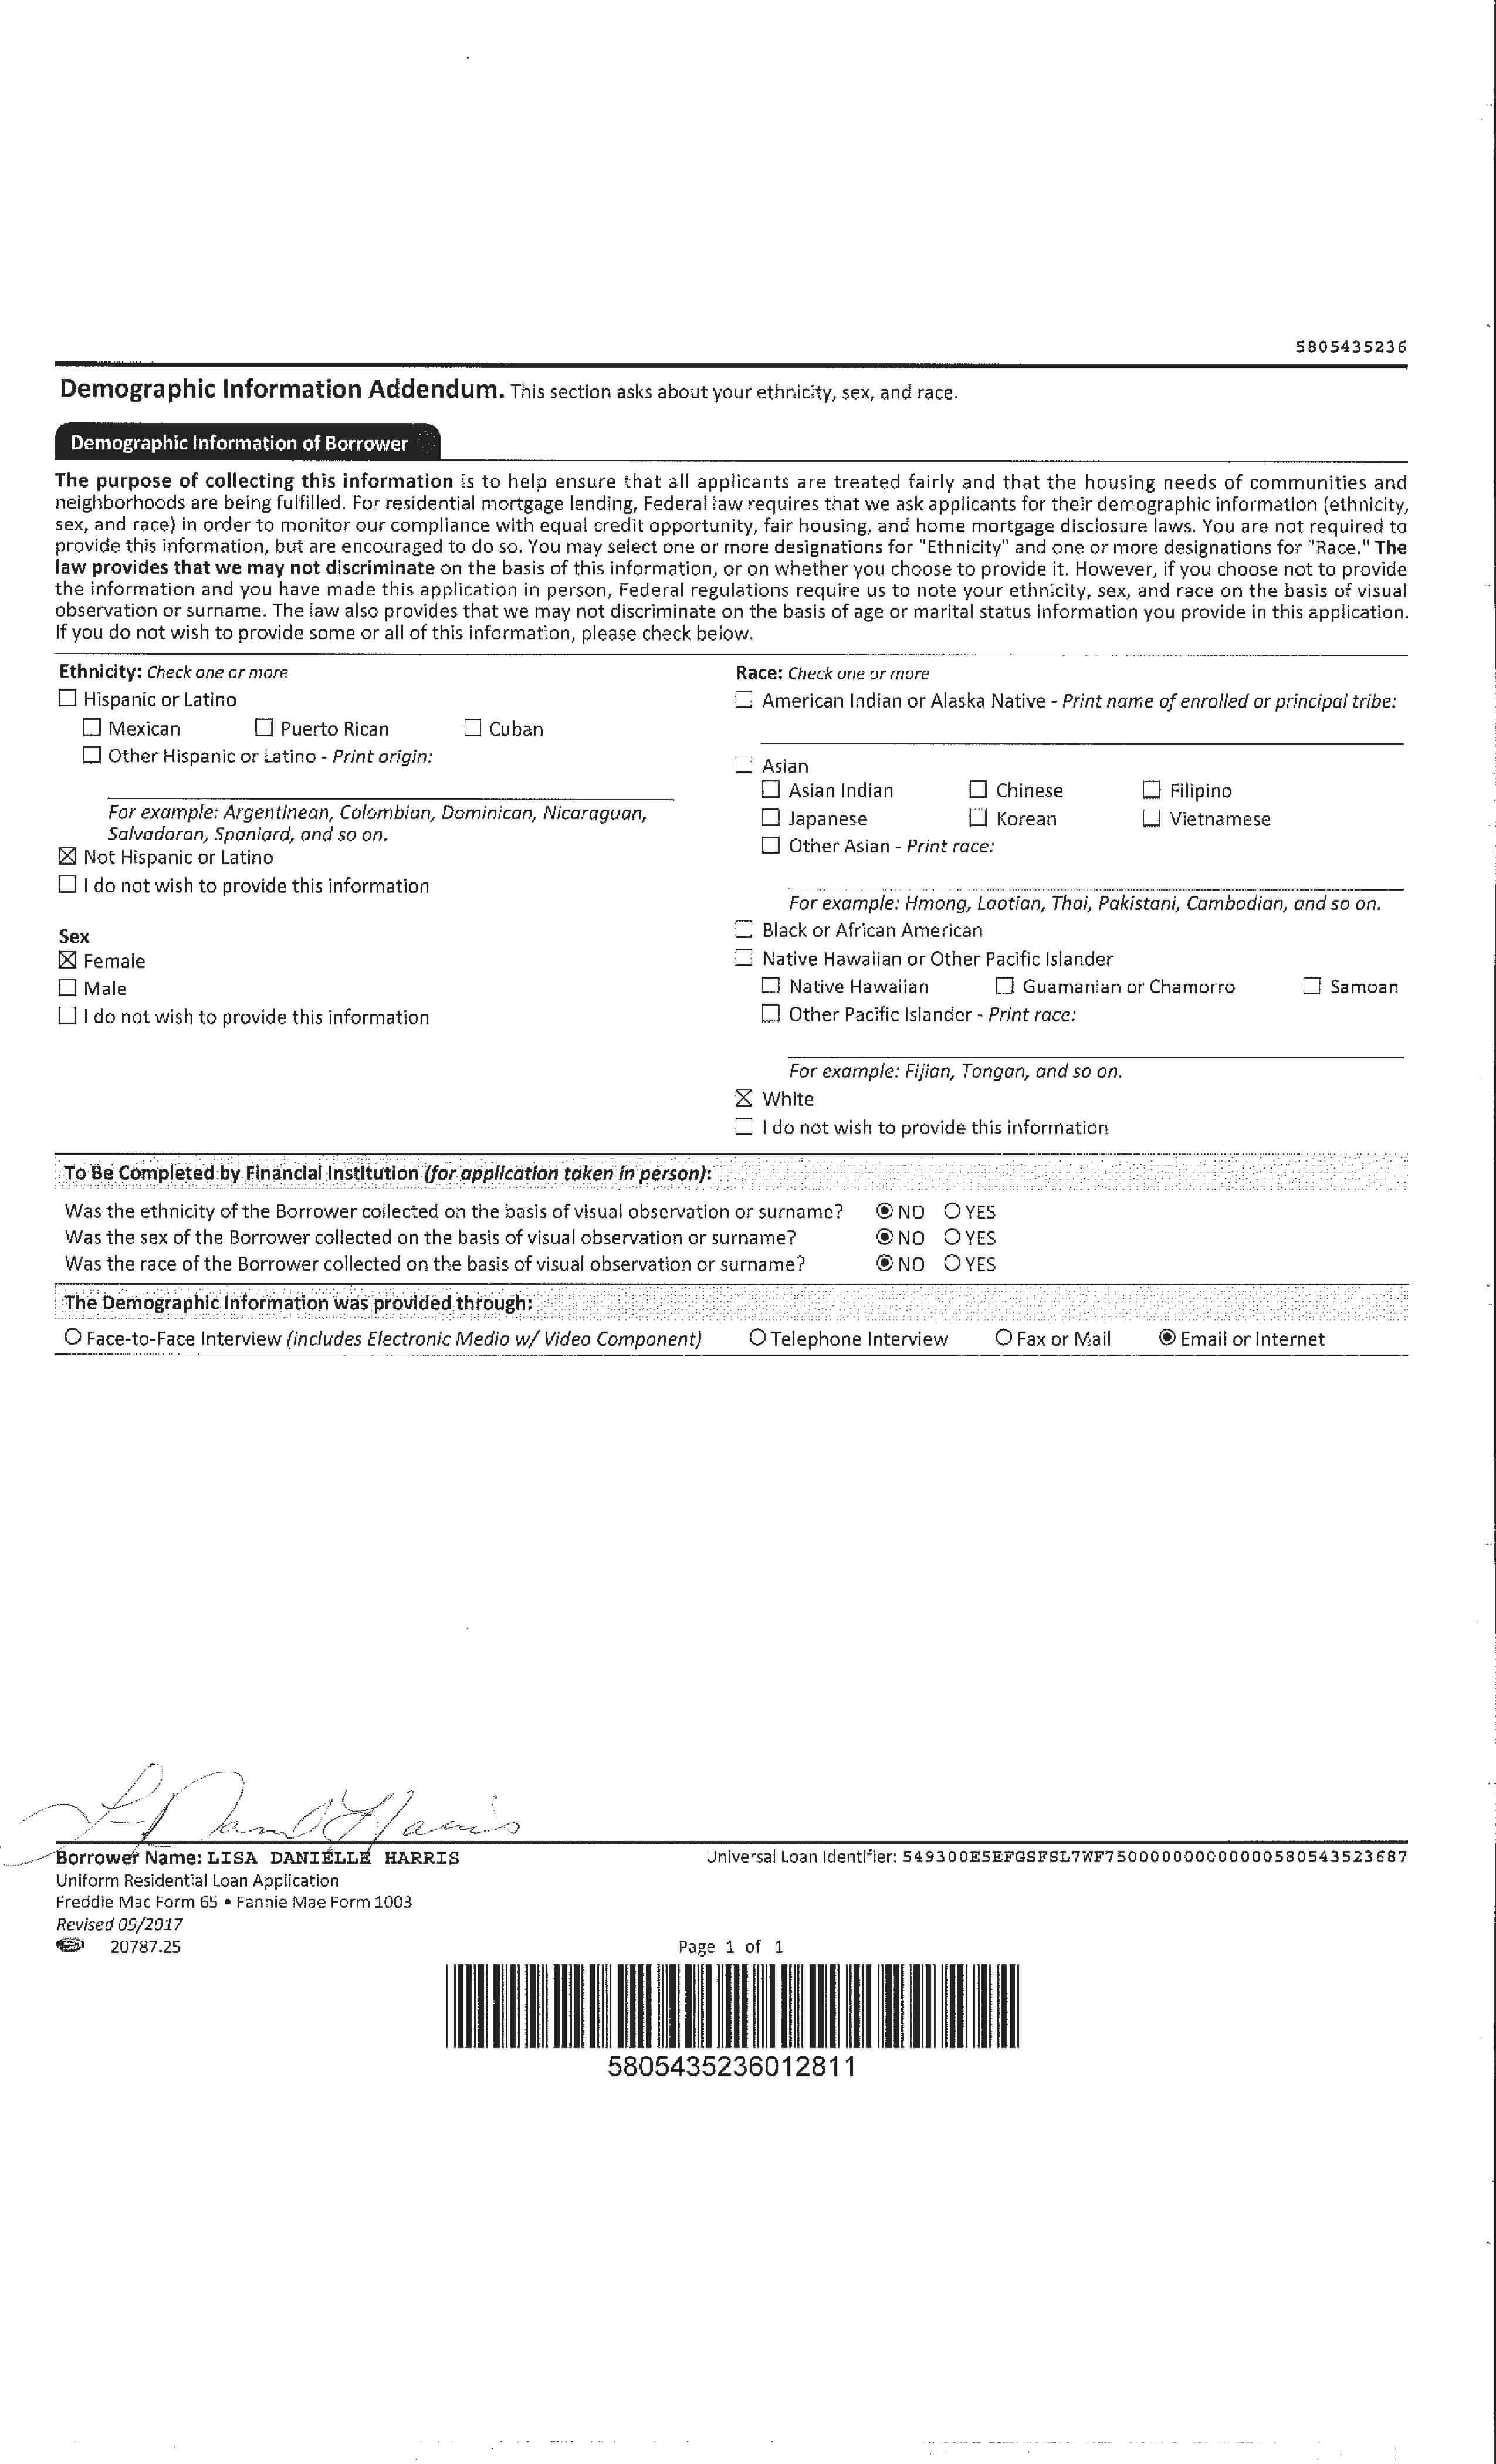 5805435236
Demographic Information Addendum. This section asks about your ethnicity, sex, and race.
Demographic Information of Borrower
The purpose of collecting this information is to help ensure that all applicants are treated fairly and that the housing needs of communities and
neighborhoods are being fulfilled. For residential mortgage lending, Federal law requires that we ask applicants for their demographic information (ethnicity,
sex, and race) in order to monitor our compliance with equal credit opportunity, fair housing, and home mortgage disclosure laws. You are not required to
provide this information, but are encouraged to do so. You may select one or more designations for "Ethnicity" and one or more designations for "Race." The
law provides that we may not discriminate on the basis of this information, or on whether you choose to provide it. However, if you choose not to provide
the information and you have made this application in person, Federal regulations require us to note your ethnicity, sex, and race on the basis of visual
observation or surname. The law also provides that we may not discriminate on the basis of age or marital status information you provide in this application.
If you do not wish to provide some or all of this information, please check below.
Ethnicity: Check one or more
☐ Hispanic or Latino
☐ Mexican ☐ Puerto Rican ☐ Cuban
☐ Other Hispanic or Latino - Print origin:
For example: Argentinean, Colombian, Dominican, Nicaraguan,
Salvadoran, Spaniard, and so on.
☒ Not Hispanic or Latino
☐ I do not wish to provide this information
Sex
☒ Female
☐ Male
☐ I do not wish to provide this information
Race: Check one or more
☐ American Indian or Alaska Native - Print name of enrolled or principal tribe:
☐ Asian
☐ Asian Indian ☐ Chinese ☐ Filipino
☐ Japanese ☐ Korean ☐ Vietnamese
☐ Other Asian - Print race:
For example: Hmong, Laotian, Thai, Pakistani, Cambodian, and so on.
☐ Black or African American
☐ Native Hawaiian or Other Pacific Islander
☐ Native Hawaiian ☐ Guamanian or Chamorro ☐ Samoan
☐ Other Pacific Islander - Print race:
For example: Fijian, Tongan, and so on.
☒ White
☐ I do not wish to provide this information
To Be Completed by Financial Institution (for application taken in person):
Was the ethnicity of the Borrower collected on the basis of visual observation or surname? ◉ NO ○ YES
Was the sex of the Borrower collected on the basis of visual observation or surname? ◉ NO ○ YES
Was the race of the Borrower collected on the basis of visual observation or surname? ◉ NO ○ YES
The Demographic Information was provided through:
○ Face-to-Face Interview (includes Electronic Media w/ Video Component) ○ Telephone Interview ○ Fax or Mail ◉ Email or Internet
Borrower Name: LISA DANIELLE HARRIS Universal Loan Identifier: 549300E5EFGSFSL7WF75000000000000058054352​3687
Uniform Residential Loan Application
Freddie Mac Form 65 • Fannie Mae Form 1003
Revised 09/2017
20787.25 Page 1 of 1
5805435236012811